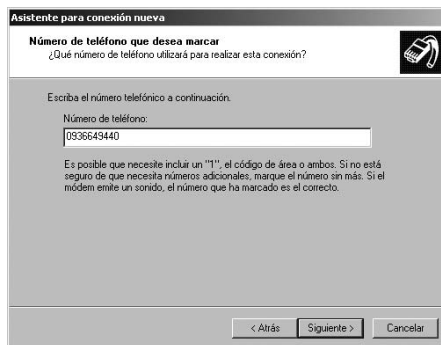 Asistente para conexión nueva
Número de teléfono que desea marcar
¿Qué número de teléfono utilizará para realizar esta conexión?
Escriba el número telefónico a continuación.
Número de teléfono:
0936649440
Es posible que necesite incluir un "1", el código de área o ambos. Si no está
seguro de que necesita números adicionales, marque el número sin más. Si el
módem emite un sonido, el número que ha marcado es el correcto.
< Atrás
Siguiente >
Cancelar